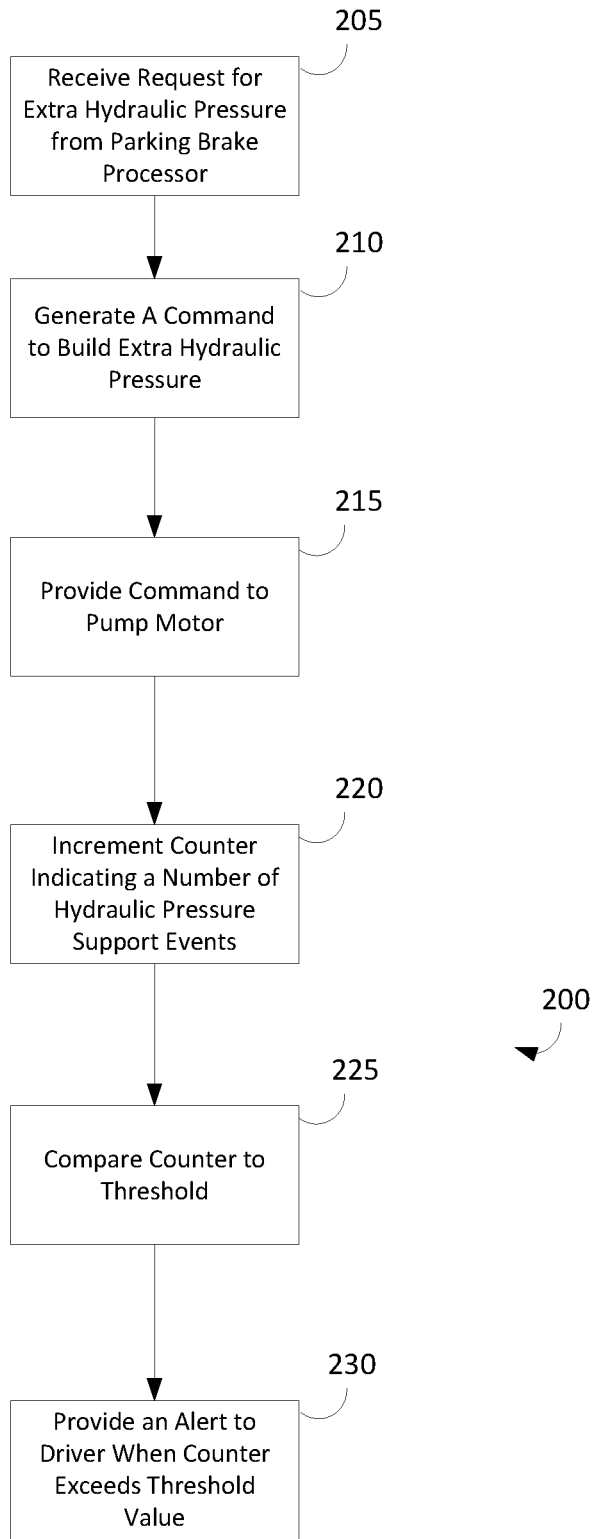 205
Receive Request for
Extra Hydraulic Pressure
from Parking Brake
Processor
210
Generate A Command
to Build Extra Hydraulic
Pressure
215
Provide Command to
Pump Motor
220
Increment Counter
Indicating a Number of
Hydraulic Pressure
Support Events
200
225
Compare Counter to
Threshold
230
Provide an Alert to
Driver When Counter
Exceeds Threshold
Value